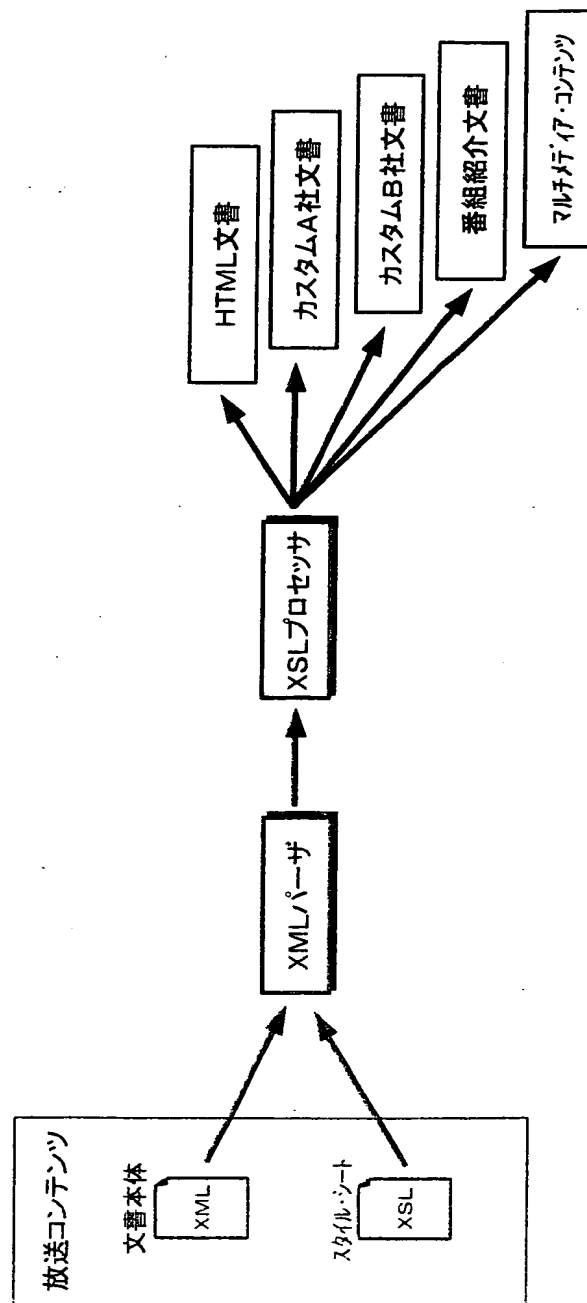 放送コンテンツ
文書本体
XML
スタイル・シート
XSL
XMLパーザ
XSLプロセッサ
HTML文書
カスタムA社文書
カスタムB社文書
番組紹介文書
マルチメディア・コンテンツ